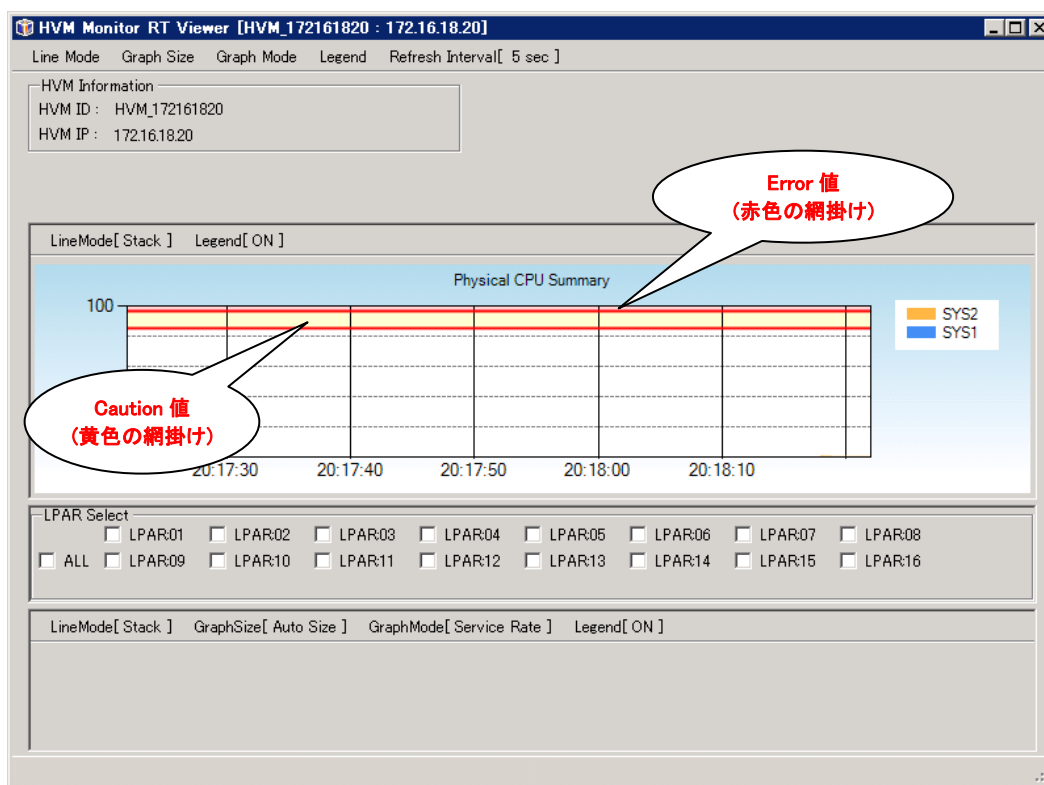 HVM Monitor RT Viewer [HVM_172161820 : 172.16.18.20]
Line Mode Graph Size Graph Mode Legend Refresh Interval[ 5 sec ]
HVM Information
HVM ID : HVM_172161820
HVM IP : 172.16.18.20
Error 値
(赤色の網掛け)
LineMode[ Stack ] Legend[ ON ]
Physical CPU Summary
100
SYS2
SYS1
Caution 値
(黄色の網掛け)
20:17:30 20:17:40 20:17:50 20:18:00 20:18:10
LPAR Select
LPAR:01 LPAR:02 LPAR:03 LPAR:04 LPAR:05 LPAR:06 LPAR:07 LPAR:08
ALL LPAR:09 LPAR:10 LPAR:11 LPAR:12 LPAR:13 LPAR:14 LPAR:15 LPAR:16
LineMode[ Stack ] GraphSize[ Auto Size ] GraphMode[ Service Rate ] Legend[ ON ]